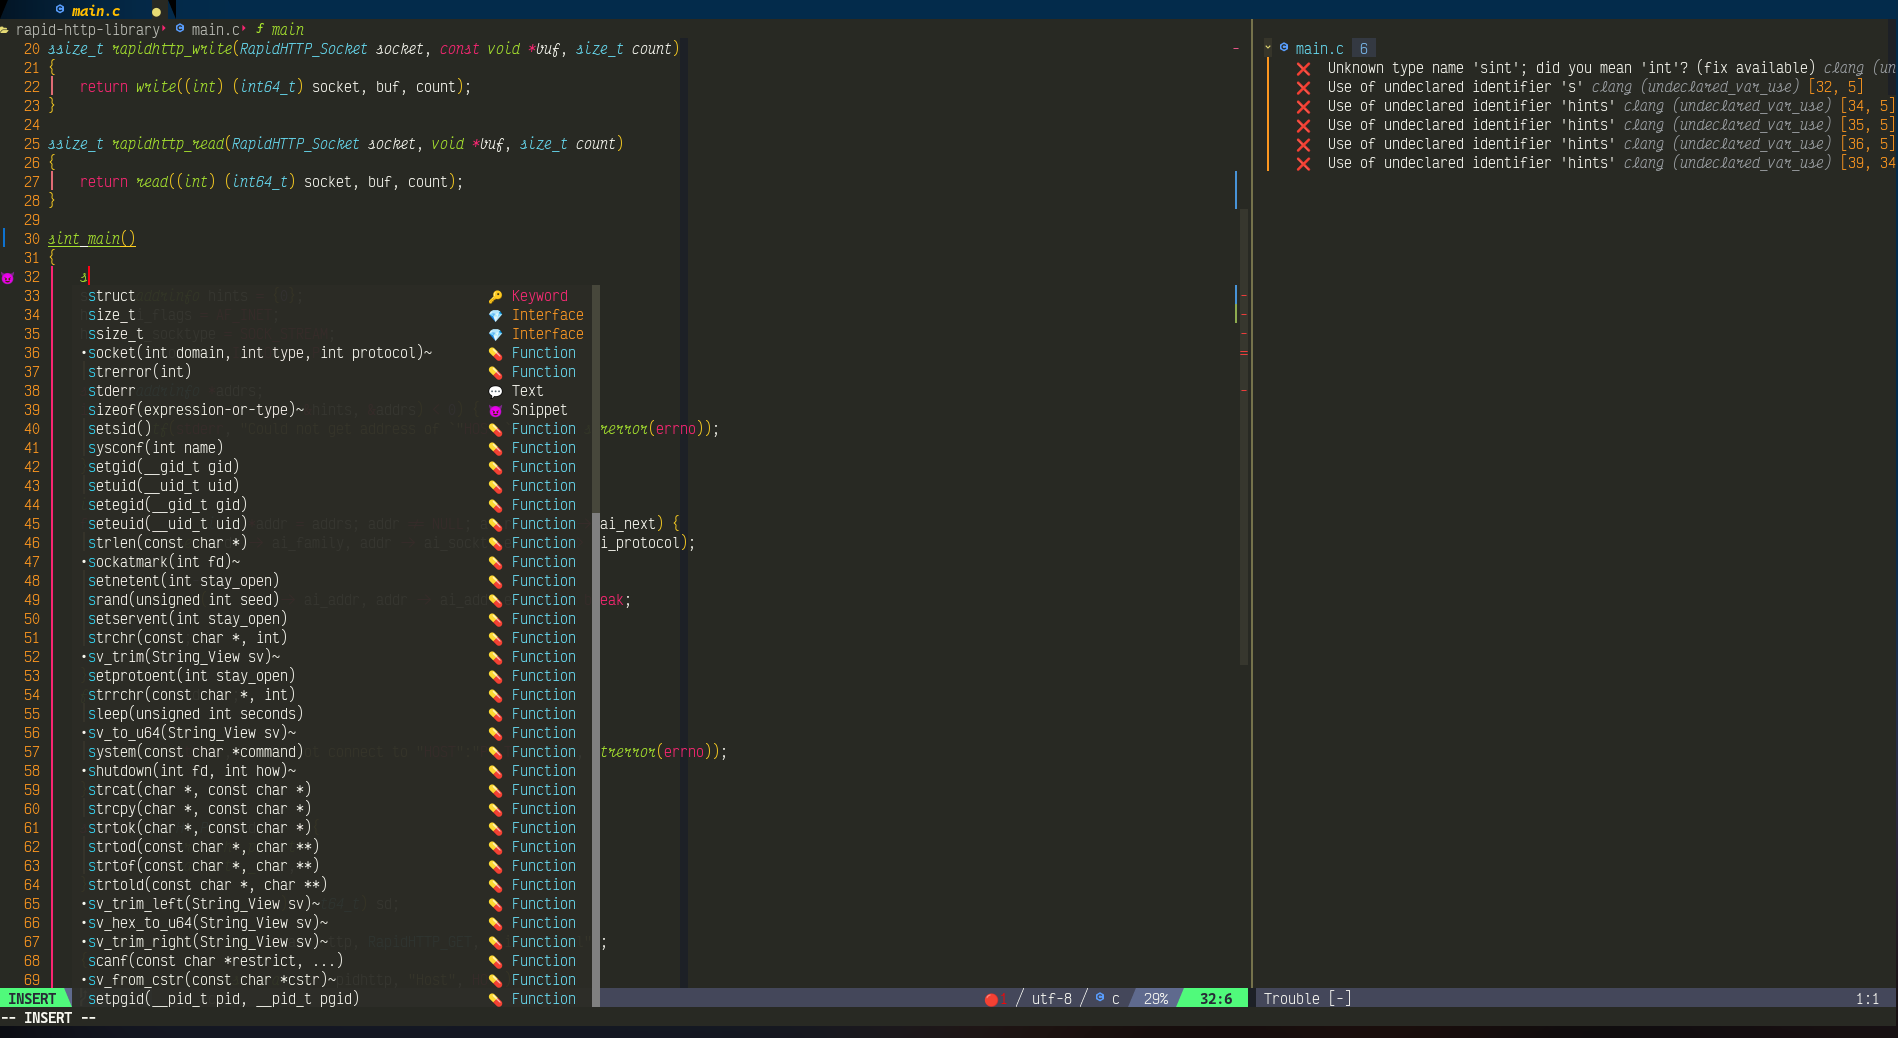 main.c
rapid-http-library main.c ƒ main
20 ssize_t rapidhttp_write(RapidHTTP_Socket socket, const void *buf, size_t count)
21 {
22 return write((int) (int64_t) socket, buf, count);
23 }
24
25 ssize_t rapidhttp_read(RapidHTTP_Socket socket, void *buf, size_t count)
26 {
27 return read((int) (int64_t) socket, buf, count);
28 }
29
30 sint main()
31 {
32 s
33 struct Keyword
34 size_t Interface
35 ssize_t Interface
36 •socket(int domain, int type, int protocol)~ Function
37 strerror(int) Function
38 stderr Text
39 sizeof(expression-or-type)~ Snippet
40 setsid() Function rerror(errno));
41 sysconf(int name) Function
42 setgid(__gid_t gid) Function
43 setuid(__uid_t uid) Function
44 setegid(__gid_t gid) Function
45 seteuid(__uid_t uid) Function ai_next) {
46 strlen(const char *) Function i_protocol);
47 •sockatmark(int fd)~ Function
48 setnetent(int stay_open) Function
49 srand(unsigned int seed) Function eak;
50 setservent(int stay_open) Function
51 strchr(const char *, int) Function
52 •sv_trim(String_View sv)~ Function
53 setprotoent(int stay_open) Function
54 strrchr(const char *, int) Function
55 sleep(unsigned int seconds) Function
56 •sv_to_u64(String_View sv)~ Function
57 system(const char *command) Function trerror(errno));
58 •shutdown(int fd, int how)~ Function
59 strcat(char *, const char *) Function
60 strcpy(char *, const char *) Function
61 strtok(char *, const char *) Function
62 strtod(const char *, char **) Function
63 strtof(const char *, char **) Function
64 strtold(const char *, char **) Function
65 •sv_trim_left(String_View sv)~ Function
66 •sv_hex_to_u64(String_View sv)~ Function
67 •sv_trim_right(String_View sv)~ Function ;
68 scanf(const char *restrict, ...) Function
69 •sv_from_cstr(const char *cstr)~ Function
setpgid(__pid_t pid, __pid_t pgid) Function
INSERT utf-8 c 29% 32:6
-- INSERT --
main.c 6
Unknown type name 'sint'; did you mean 'int'? (fix available) clang (un
Use of undeclared identifier 's' clang (undeclared_var_use) [32, 5]
Use of undeclared identifier 'hints' clang (undeclared_var_use) [34, 5]
Use of undeclared identifier 'hints' clang (undeclared_var_use) [35, 5]
Use of undeclared identifier 'hints' clang (undeclared_var_use) [36, 5]
Use of undeclared identifier 'hints' clang (undeclared_var_use) [39, 34
Trouble [-] 1:1